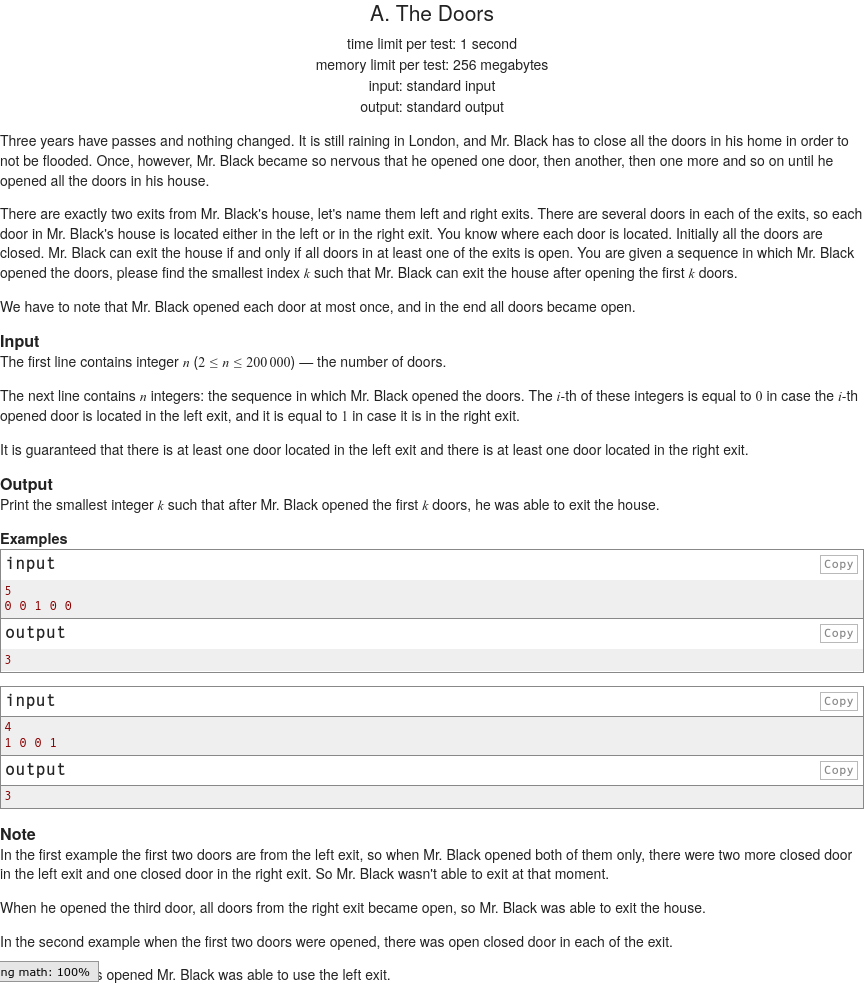 A. The Doors
time limit per test: 1 second
memory limit per test: 256 megabytes
input: standard input
output: standard output
Three years have passes and nothing changed. It is still raining in London, and Mr. Black has to close all the doors in his home in order to
not be flooded. Once, however, Mr. Black became so nervous that he opened one door, then another, then one more and so on until he
opened all the doors in his house.
There are exactly two exits from Mr. Black's house, let's name them left and right exits. There are several doors in each of the exits, so each
door in Mr. Black's house is located either in the left or in the right exit. You know where each door is located. Initially all the doors are
closed. Mr. Black can exit the house if and only if all doors in at least one of the exits is open. You are given a sequence in which Mr. Black
opened the doors, please find the smallest index k such that Mr. Black can exit the house after opening the first k doors.
We have to note that Mr. Black opened each door at most once, and in the end all doors became open.
Input
The first line contains integer n (2 ≤ n ≤ 200 000) — the number of doors.
The next line contains n integers: the sequence in which Mr. Black opened the doors. The i-th of these integers is equal to 0 in case the i-th
opened door is located in the left exit, and it is equal to 1 in case it is in the right exit.
It is guaranteed that there is at least one door located in the left exit and there is at least one door located in the right exit.
Output
Print the smallest integer k such that after Mr. Black opened the first k doors, he was able to exit the house.
Examples
input Copy
5
0 0 1 0 0
output Copy
3
input Copy
4
1 0 0 1
output Copy
3
Note
In the first example the first two doors are from the left exit, so when Mr. Black opened both of them only, there were two more closed door
in the left exit and one closed door in the right exit. So Mr. Black wasn't able to exit at that moment.
When he opened the third door, all doors from the right exit became open, so Mr. Black was able to exit the house.
In the second example when the first two doors were opened, there was open closed door in each of the exit.
ng math: 100% s opened Mr. Black was able to use the left exit.